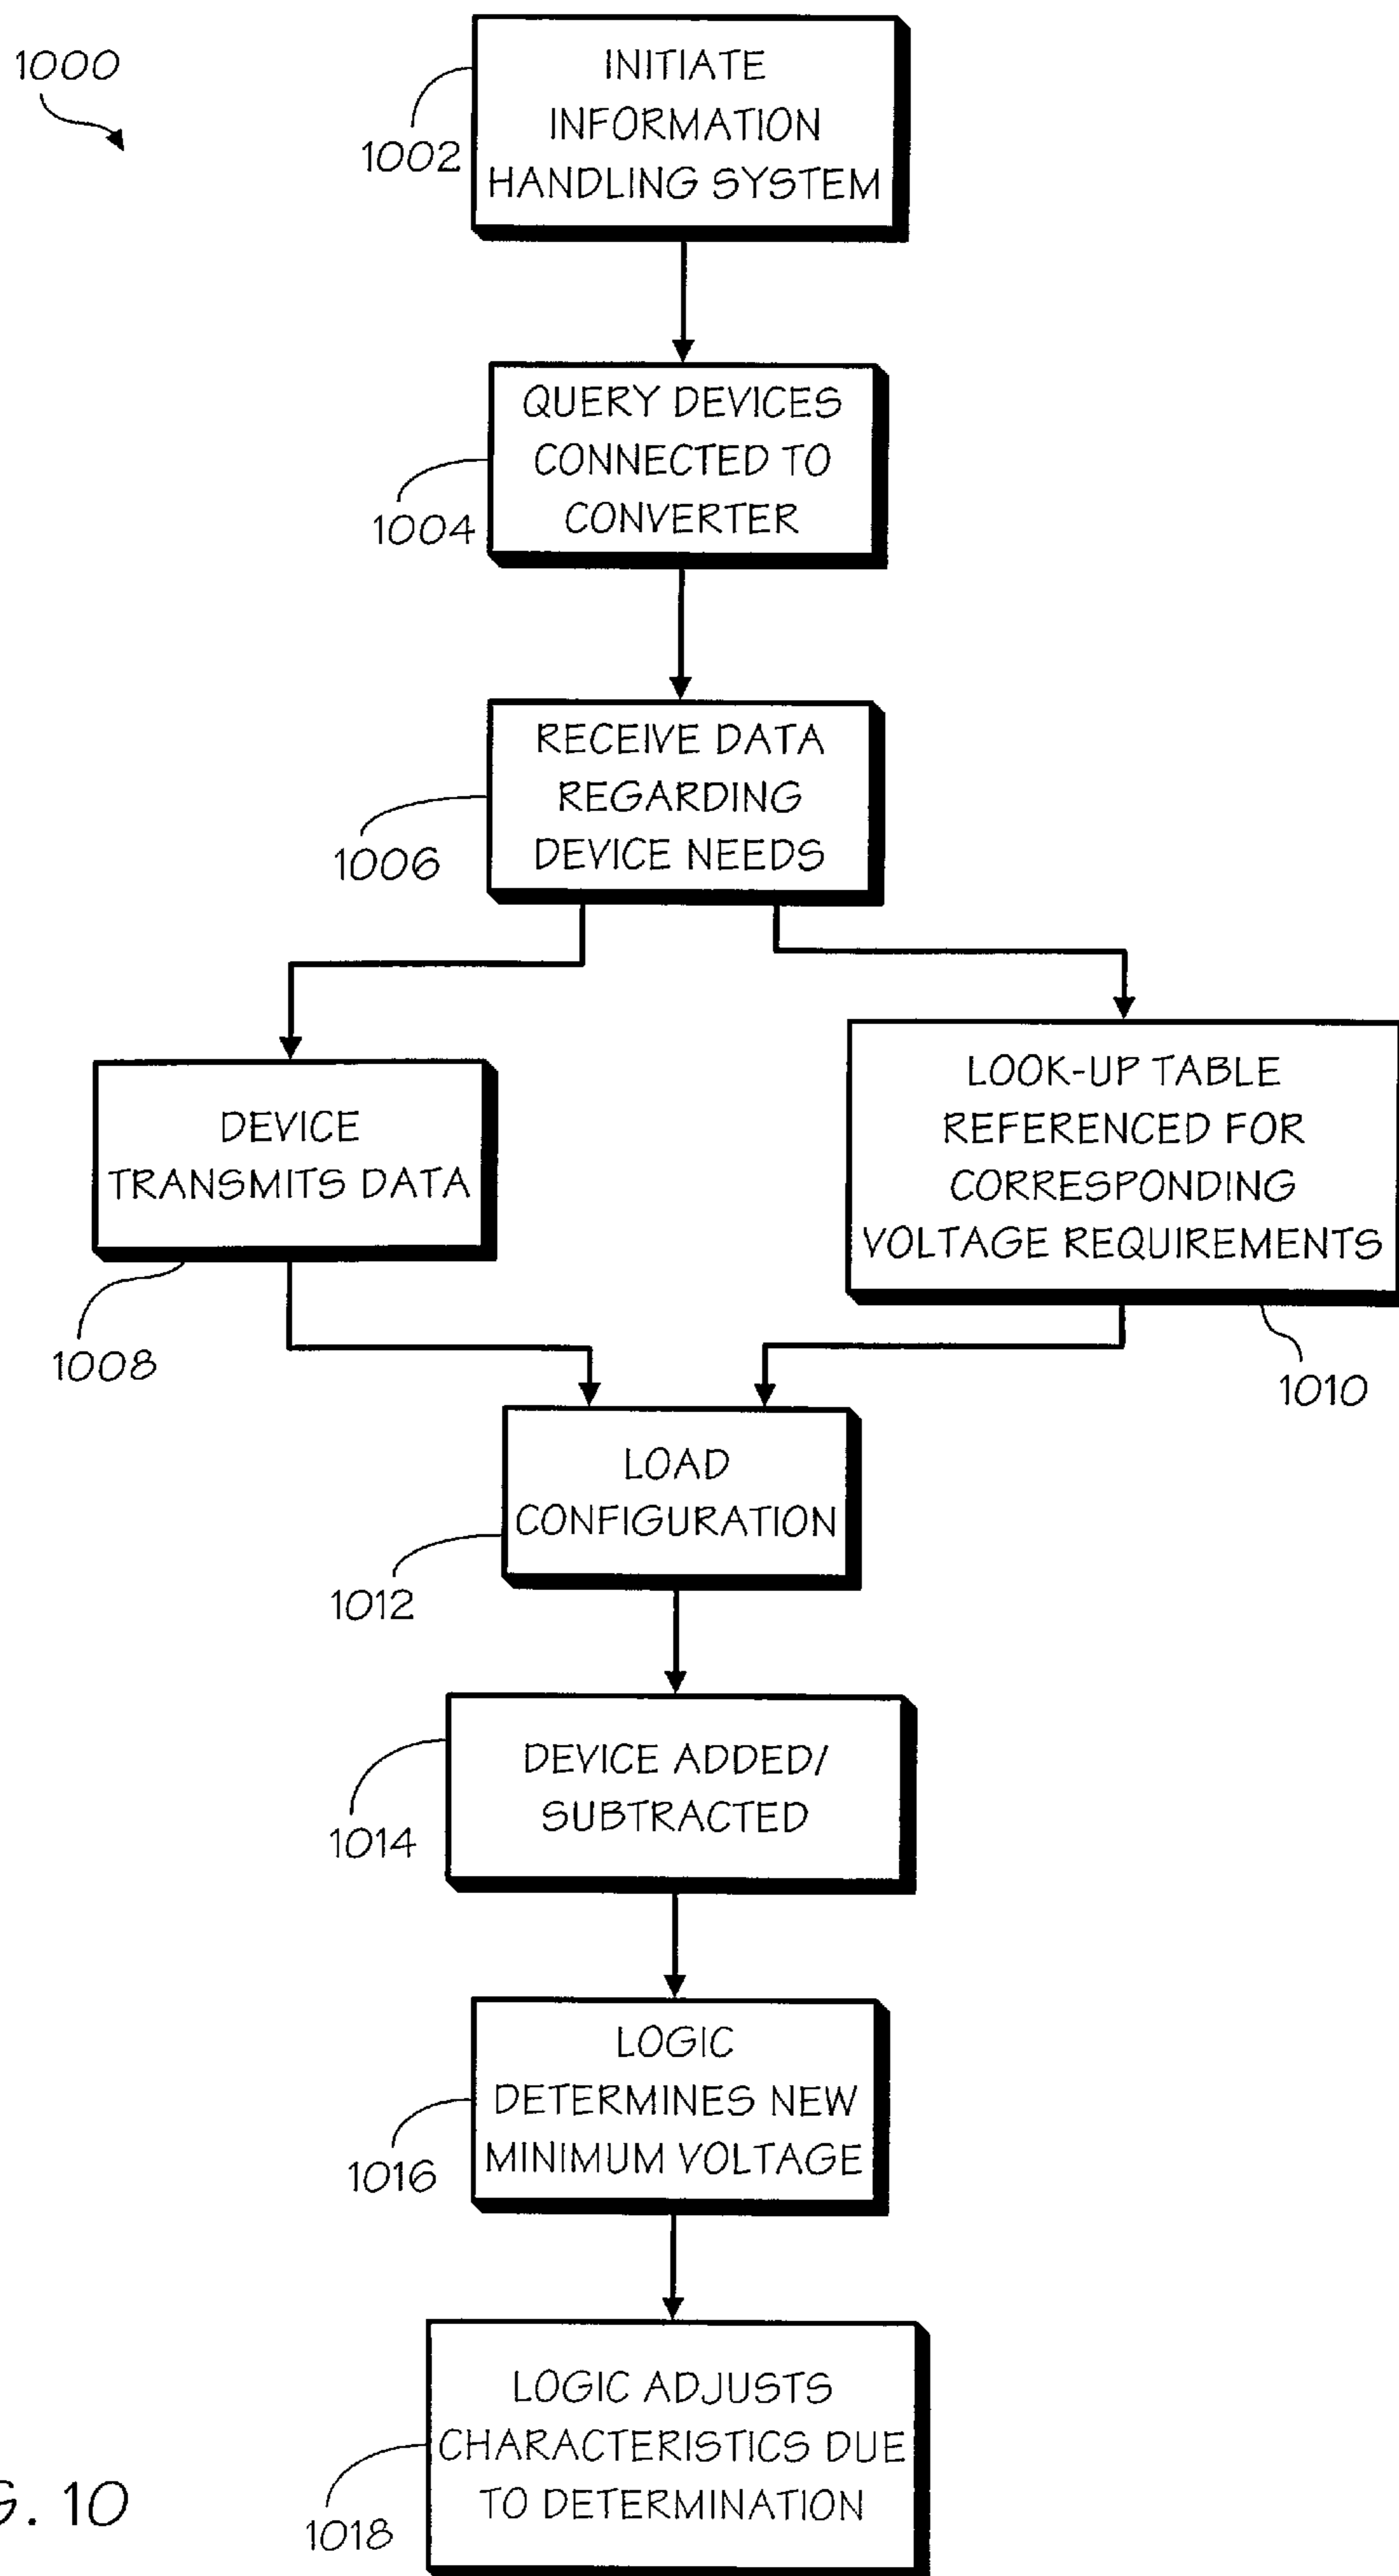 1000
INITIATE
INFORMATION
HANDLING SYSTEM
1002
QUERY DEVICES
CONNECTED TO
CONVERTER
1004
RECEIVE DATA
REGARDING
DEVICE NEEDS
1006
DEVICE
TRANSMITS DATA
1008
LOOK-UP TABLE
REFERENCED FOR
CORRESPONDING
VOLTAGE REQUIREMENTS
1010
LOAD
CONFIGURATION
1012
DEVICE ADDED/
SUBTRACTED
1014
LOGIC
DETERMINES NEW
MINIMUM VOLTAGE
1016
LOGIC ADJUSTS
CHARACTERISTICS DUE
TO DETERMINATION
1018
G. 10